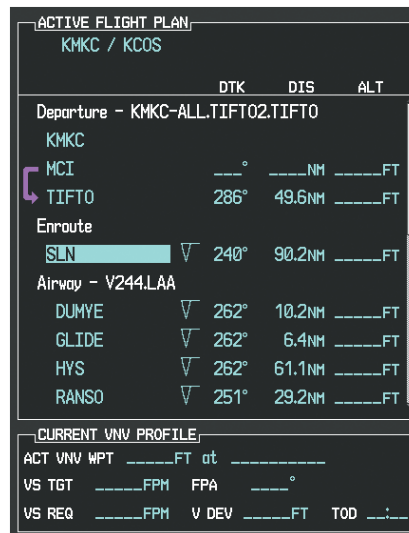 ACTIVE FLIGHT PLAN
KMKC / KCOS
DTK DIS ALT
Departure – KMKC-ALL.TIFTO2.TIFTO
KMKC
MCI ___° ____NM _____FT
TIFTO 286° 49.6NM _____FT
Enroute
SLN 240° 90.2NM _____FT
Airway – V244.LAA
DUMYE 262° 10.2NM _____FT
GLIDE 262° 6.4NM _____FT
HYS 262° 61.1NM _____FT
RANSO 251° 29.2NM _____FT
CURRENT VNV PROFILE
ACT VNV WPT _____FT at __________
VS TGT _____FPM FPA ____°
VS REQ _____FPM V DEV _____FT TOD __:__